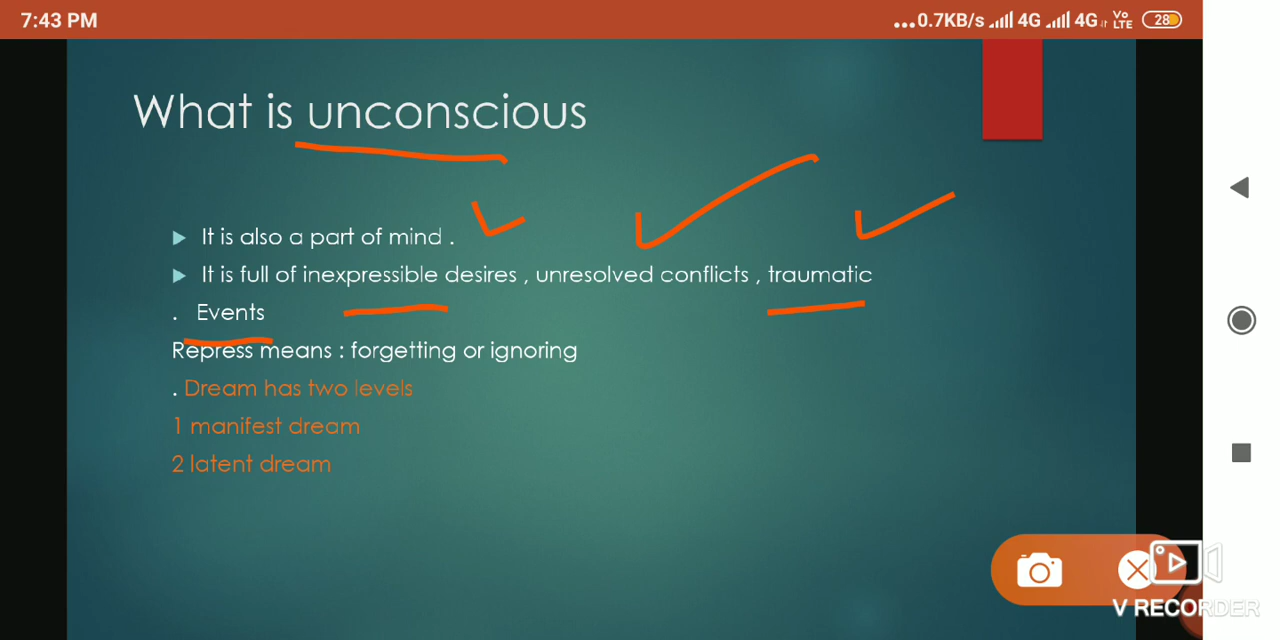 7:43 PM
...0.7KB/s 4G 4G Vo LTE 28
What is unconscious
It is also a part of mind .
It is full of inexpressible desires , unresolved conflicts , traumatic
. Events
Repress means : forgetting or ignoring
. Dream has two levels
1 manifest dream
2 latent dream
V RECORDER